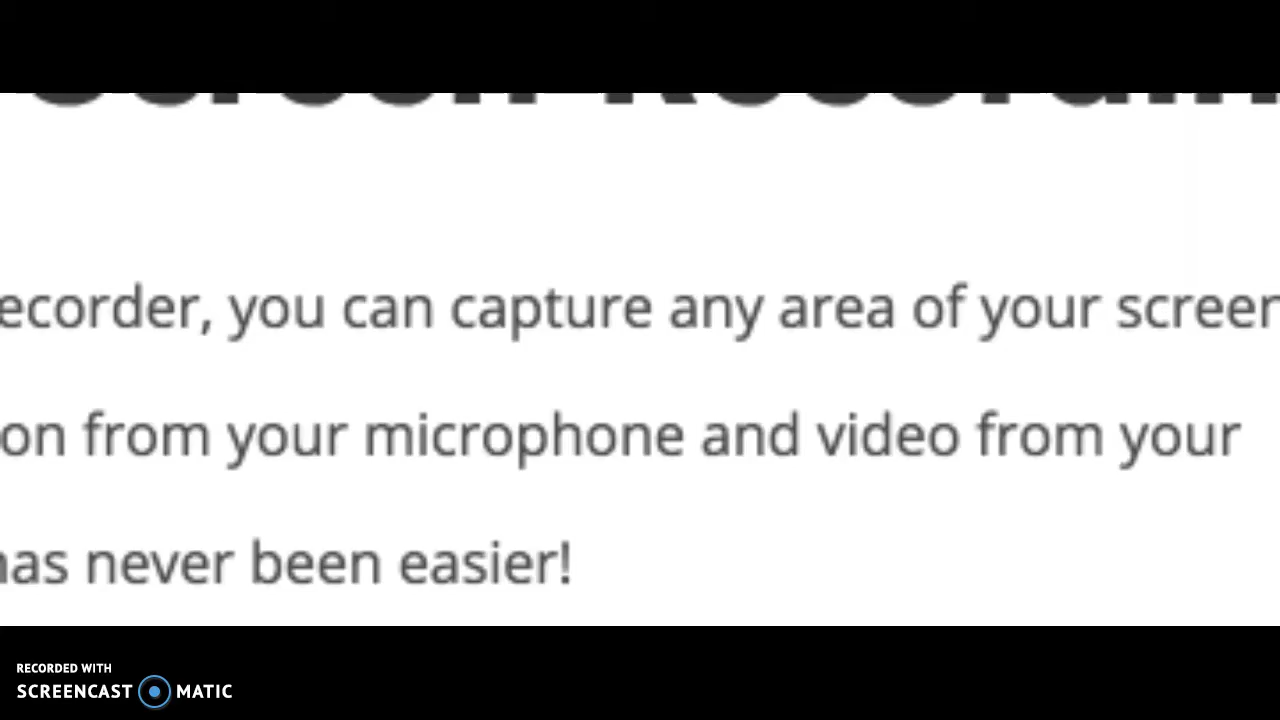 ecorder, you can capture any area of your screen
on from your microphone and video from your
has never been easier!
RECORDED WITH
SCREENCAST MATIC